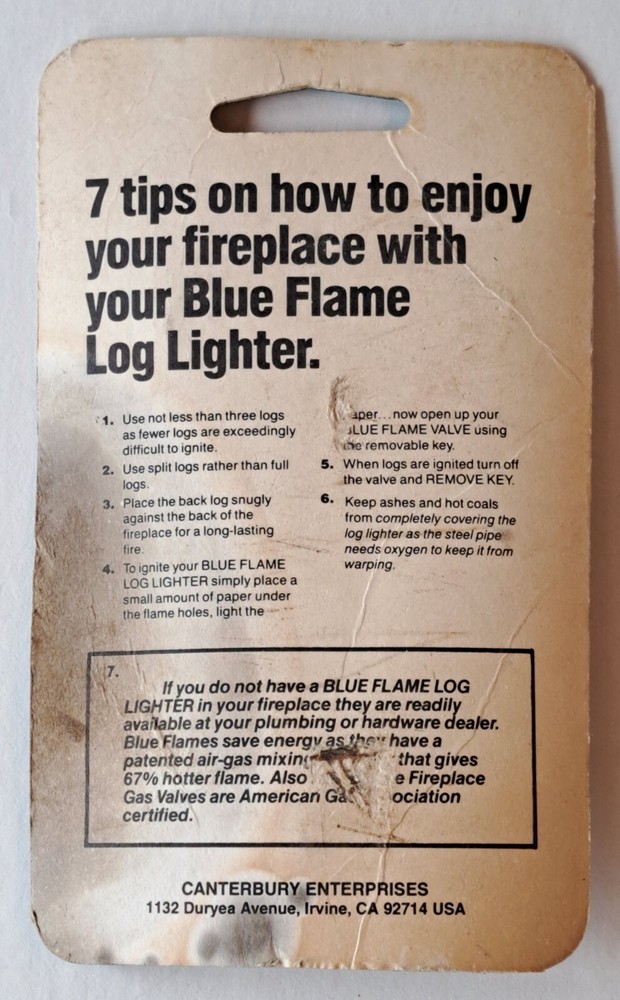 7 tips on how to enjoy
your fireplace with
your Blue Flame
Log Lighter.
1. Use not less than three logs
as fewer logs are exceedingly
difficult to ignite.
2. Use split logs rather than full
logs.
3. Place the back log snugly
against the back of the
fireplace for a long-lasting
fire.
4. To ignite your BLUE FLAME
LOG LIGHTER simply place a
small amount of paper under
the flame holes, light the
aper...now open up your
LUE FLAME VALVE using
the removable key.
5. When logs are ignited turn off
the valve and REMOVE KEY.
6. Keep ashes and hot coals
from completely covering the
log lighter as the steel pipe
needs oxygen to keep it from
warping.
7.
If you do not have a BLUE FLAME LOG
LIGHTER in your fireplace they are readily
available at your plumbing or hardware dealer.
Blue Flames save energy as they have a
patented air-gas mixing that gives
67% hotter flame. Also e Fireplace
Gas Valves are American Ga ociation
certified.
CANTERBURY ENTERPRISES
1132 Duryea Avenue, Irvine, CA 92714 USA